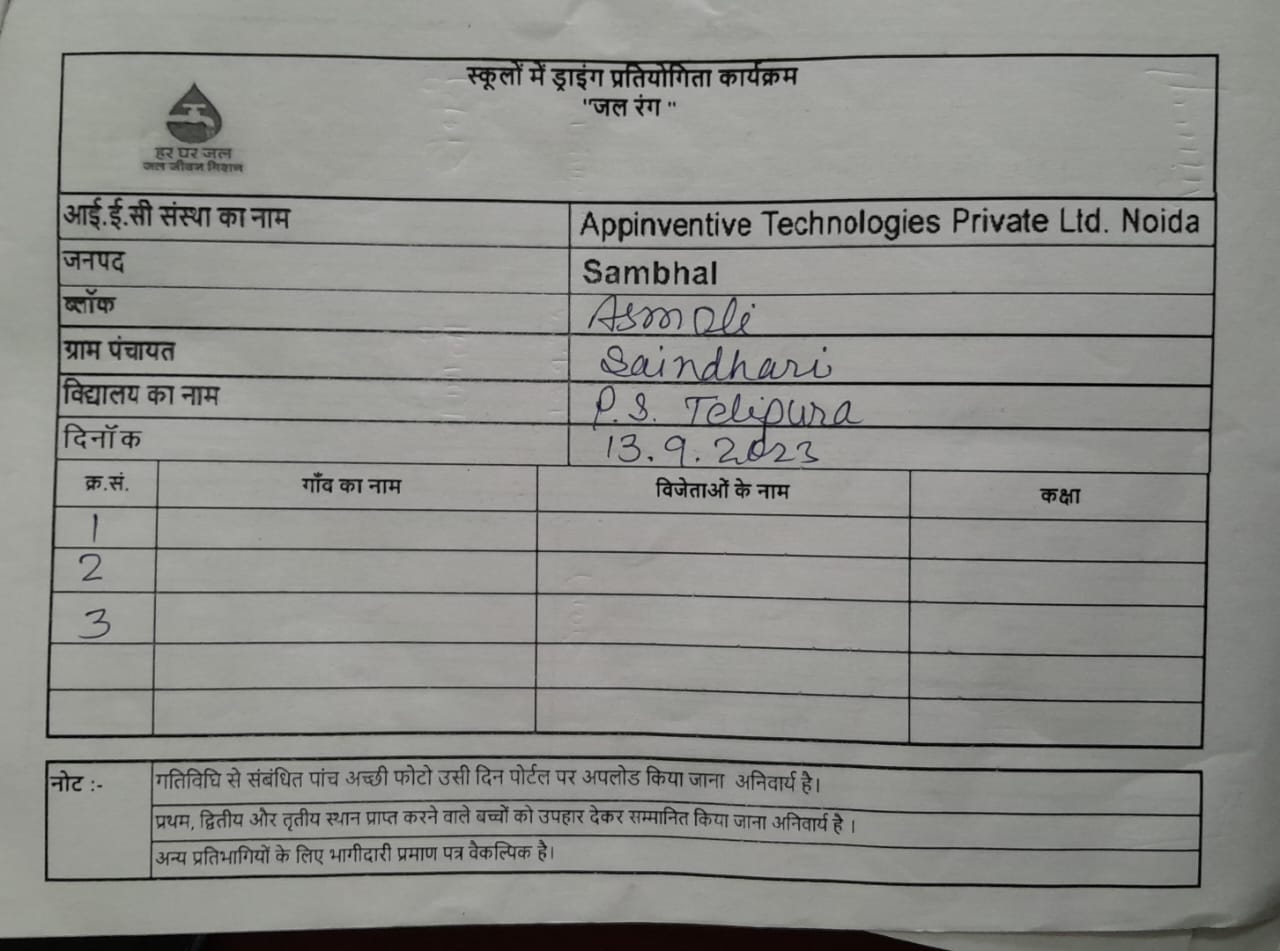 स्कूलों में ड्राइंग प्रतियोगिता कार्यक्रम
"जल रंग "
हर घर जल
जल जीवन मिशन
आई.ई.सी संस्था का नाम Appinventive Technologies Private Ltd. Noida
जनपद Sambhal
ब्लॉक Asmoli
ग्राम पंचायत Saindhari
विद्यालय का नाम P.S. Telipura
दिनॉक 13.9.2023
क्र.सं. गाँव का नाम विजेताओं के नाम कक्षा
1
2
3
नोट :- गतिविधि से संबंधित पांच अच्छी फोटो उसी दिन पोर्टल पर अपलोड किया जाना अनिवार्य है।
प्रथम, द्वितीय और तृतीय स्थान प्राप्त करने वाले बच्चों को उपहार देकर सम्मानित किया जाना अनिवार्य है ।
अन्य प्रतिभागियों के लिए भागीदारी प्रमाण पत्र वैकल्पिक है।